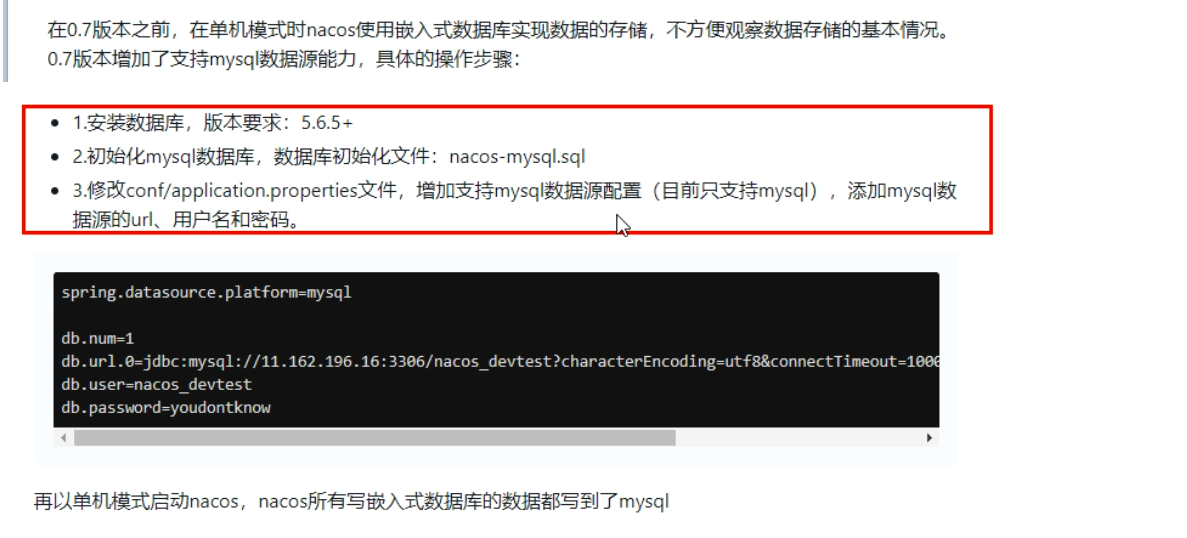 在0.7版本之前，在单机模式时nacos使用嵌入式数据库实现数据的存储，不方便观察数据存储的基本情况。
0.7版本增加了支持mysql数据源能力，具体的操作步骤：
1.安装数据库，版本要求：5.6.5+
2.初始化mysql数据库，数据库初始化文件：nacos-mysql.sql
3.修改conf/application.properties文件，增加支持mysql数据源配置（目前只支持mysql），添加mysql数
据源的url、用户名和密码。
spring.datasource.platform=mysql
db.num=1
db.url.0=jdbc:mysql://11.162.196.16:3306/nacos_devtest?characterEncoding=utf8&connectTimeout=1000
db.user=nacos_devtest
db.password=youdontknow
再以单机模式启动nacos，nacos所有写嵌入式数据库的数据都写到了mysql